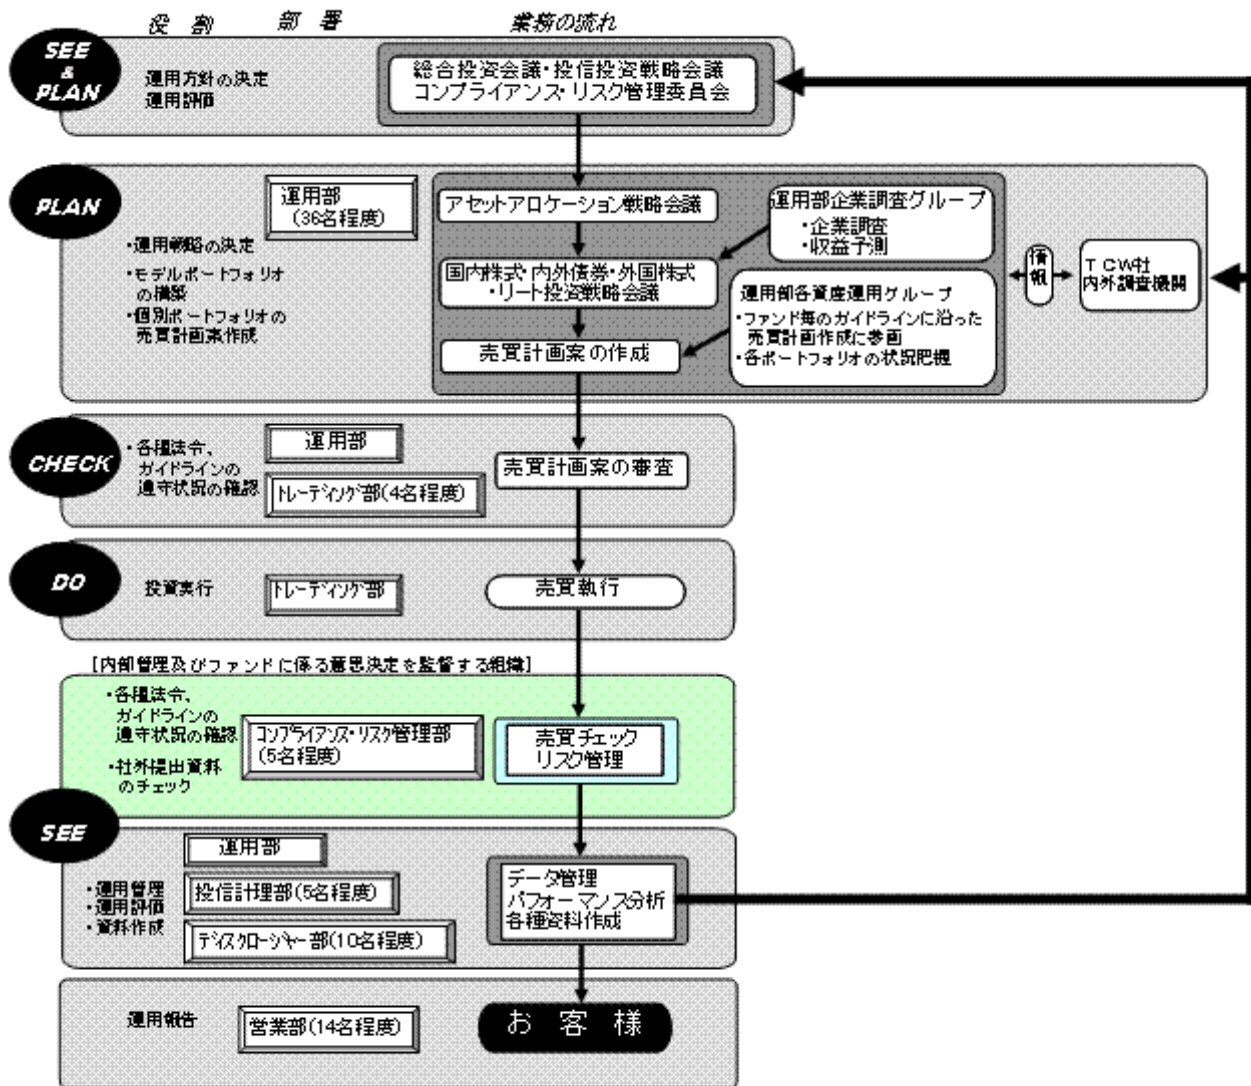 役 割 部 署 業務の流れ
SEE
&
PLAN
運用方針の決定
運用評価
総合投資会議・投信投資戦略会議
コンプライアンス・リスク管理委員会
PLAN
運用部
(36名程度)
・運用戦略の決定
・モデルポートフォリオ
の構築
・個別ポートフォリオの
売買計画案作成
アセットアロケーション戦略会議
国内株式・内外債券・外国株式
・リート投資戦略会議
売買計画案の作成
運用部企業調査グループ
・企業調査
・収益予測
運用部各資産運用グループ
・ファンド毎のガイドラインに沿った
売買計画作成に参画
・各ポートフォリオの状況把握
情報
TCW社
内外調査機関
CHECK
・各種法令、
ガイドラインの
遵守状況の確認
運用部
トレーディング部(4名程度)
売買計画案の審査
DO
投資実行
トレーディング部
売買執行
[内部管理及びファンドに係る意思決定を監督する組織]
・各種法令、
ガイドラインの
遵守状況の確認
・社外提出資料
のチェック
コンプライアンス・リスク管理部
(5名程度)
売買チェック
リスク管理
SEE
・運用管理
・運用評価
・資料作成
運用部
投信計理部(5名程度)
ディスクロージャー部(10名程度)
データ管理
パフォーマンス分析
各種資料作成
運用報告
営業部(14名程度)
お 客 様